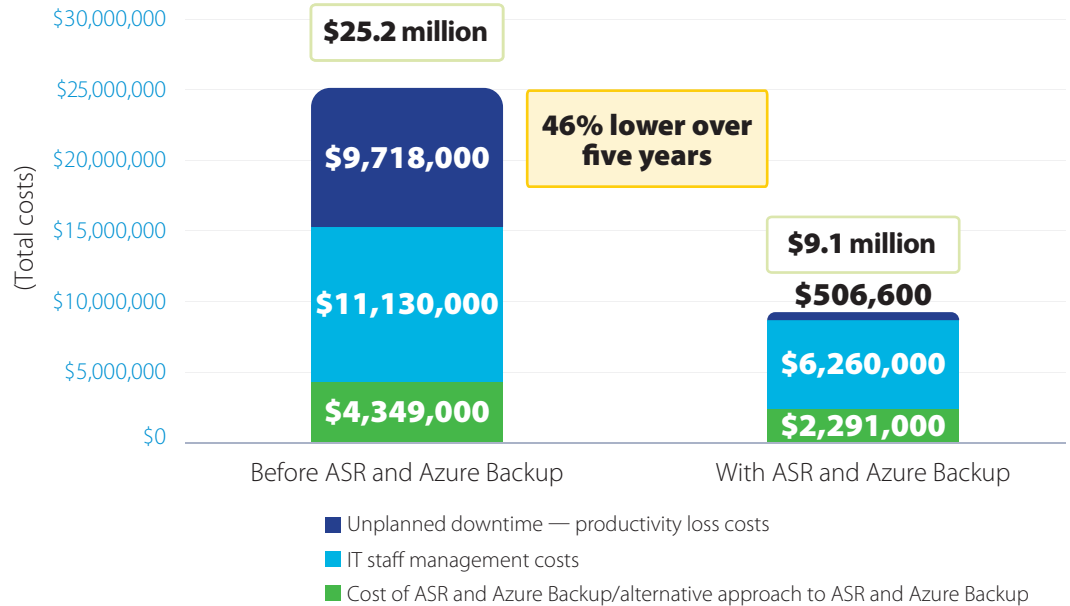 (Total costs)
$30,000,000
$25,000,000
$20,000,000
$15,000,000
$10,000,000
$5,000,000
$0
$25.2 million
$9,718,000
$11,130,000
$4,349,000
46% lower over
five years
$9.1 million
$506,600
$6,260,000
$2,291,000
Before ASR and Azure Backup
With ASR and Azure Backup
Unplanned downtime — productivity loss costs
IT staff management costs
Cost of ASR and Azure Backup/alternative approach to ASR and Azure Backup